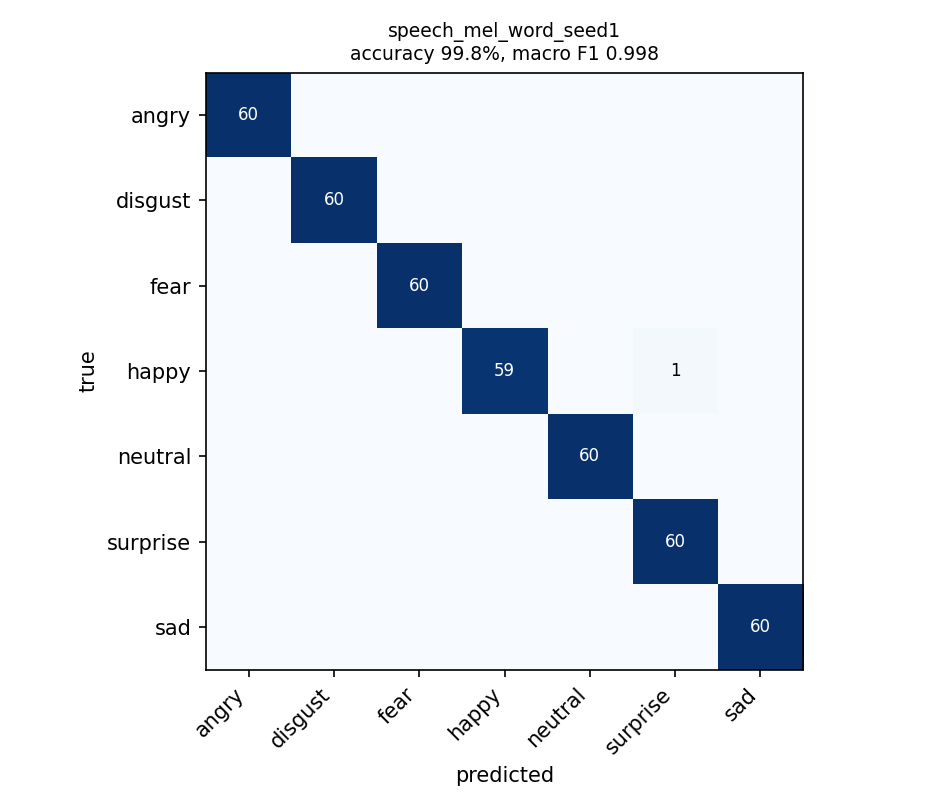 speech_mel_word_seed1
accuracy 99.8%, macro F1 0.998
angry
60
disgust
60
fear
60
happy
59
1
neutral
60
surprise
60
sad
60
true
angry
disgust
fear
happy
neutral
surprise
sad
predicted